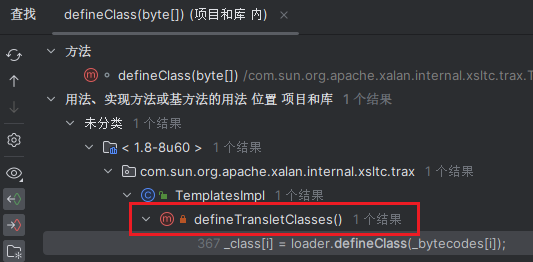 查找 defineClass(byte[]) (项目和库 内) ×
方法
m defineClass(byte[]) /com.sun.org.apache.xalan.internal.xsltc.trax.T
用法、实现方法或基方法的用法 位置 项目和库 1 个结果
未分类 1 个结果
< 1.8-8u60 > 1 个结果
com.sun.org.apache.xalan.internal.xsltc.trax 1 个结果
C TemplatesImpl 1 个结果
m defineTransletClasses() 1 个结果
367 _class[i] = loader.defineClass(_bytecodes[i]);